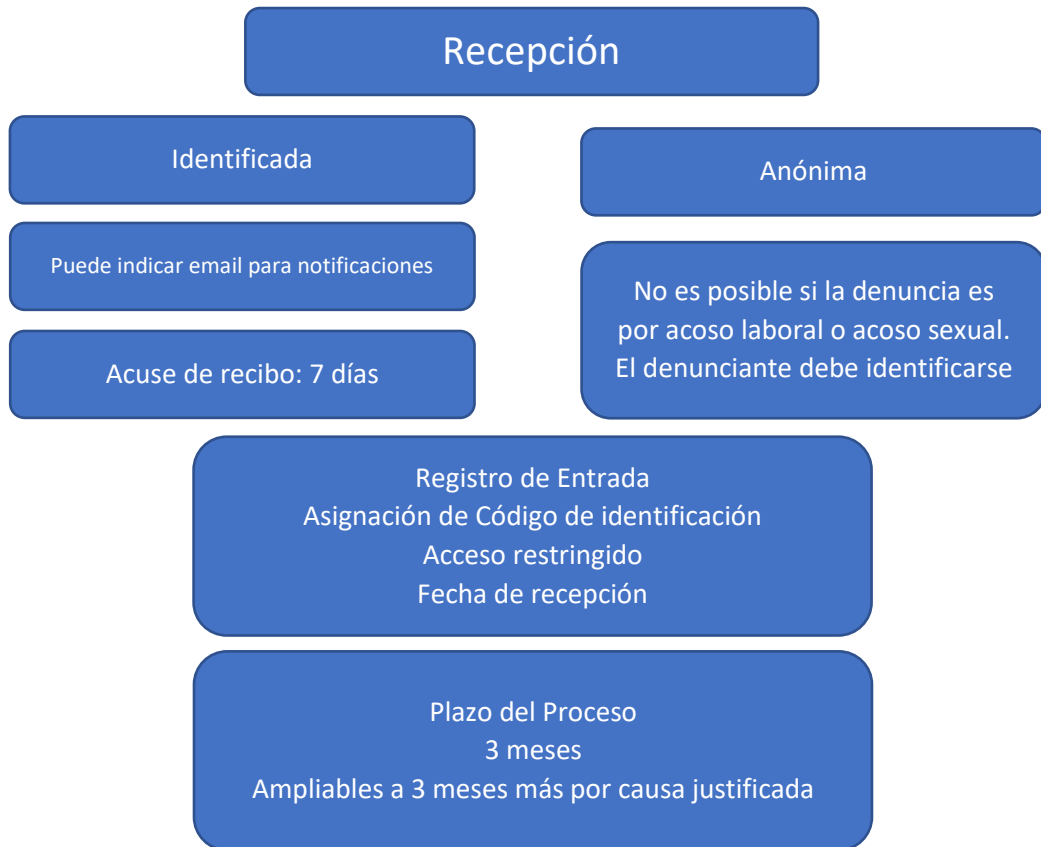 Recepción
Identificada
Puede indicar email para notificaciones
Acuse de recibo: 7 días
Anónima
No es posible si la denuncia es
por acoso laboral o acoso sexual.
El denunciante debe identificarse
Registro de Entrada
Asignación de Código de identificación
Acceso restringido
Fecha de recepción
Plazo del Proceso
3 meses
Ampliables a 3 meses más por causa justificada